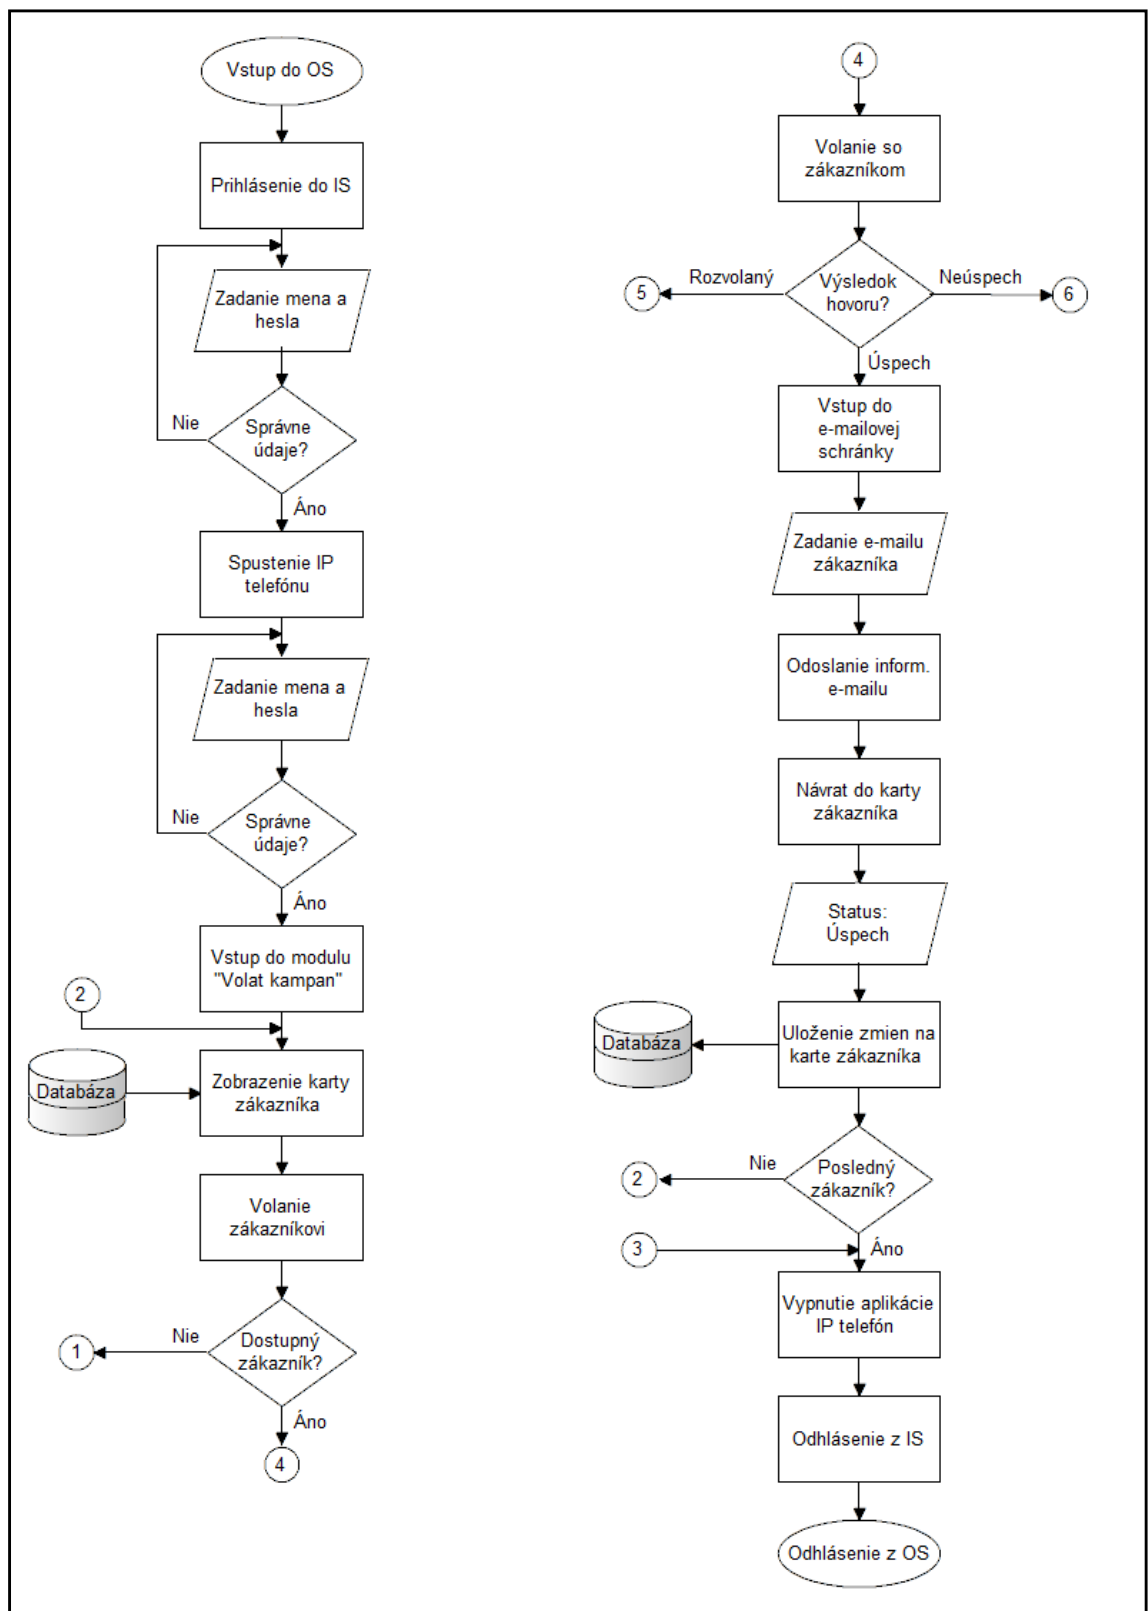 Vstup do OS
Prihlásenie do IS
Zadanie mena a
hesla
Nie
Správne
údaje?
Áno
Spustenie IP
telefónu
Zadanie mena a
hesla
Nie
Správne
údaje?
Áno
Vstup do modulu
"Volat kampan"
2
Databáza
Zobrazenie karty
zákazníka
Volanie
zákazníkovi
Nie
1
Dostupný
zákazník?
Áno
4
4
Volanie so
zákazníkom
Rozvolaný
5
Výsledok
hovoru?
Neúspech
6
Úspech
Vstup do
e-mailovej
schránky
Zadanie e-mailu
zákazníka
Odoslanie inform.
e-mailu
Návrat do karty
zákazníka
Status:
Úspech
Databáza
Uloženie zmien na
karte zákazníka
Nie
2
Posledný
zákazník?
3
Áno
Vypnutie aplikácie
IP telefón
Odhlásenie z IS
Odhlásenie z OS